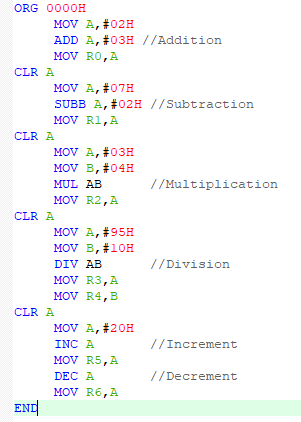 ORG 0000H
MOV A,#02H
ADD A,#03H //Addition
MOV R0,A
CLR A
MOV A,#07H
SUBB A,#02H //Subtraction
MOV R1,A
CLR A
MOV A,#03H
MOV B,#04H
MUL AB //Multiplication
MOV R2,A
CLR A
MOV A,#95H
MOV B,#10H
DIV AB //Division
MOV R3,A
MOV R4,B
CLR A
MOV A,#20H
INC A //Increment
MOV R5,A
DEC A //Decrement
MOV R6,A
END